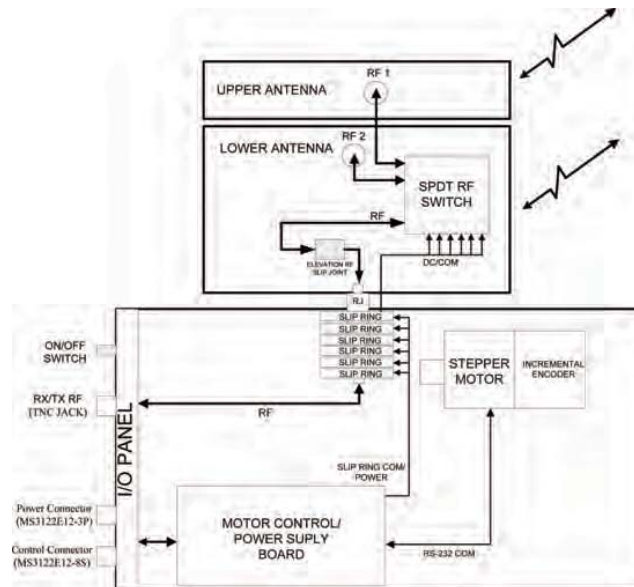 RF 1
UPPER ANTENNA
LOWER ANTENNA
RF 2
SPDT RF
SWITCH
RF
ELEVATION RF
SLIP JOINT
DC/COM
RJ
SLIP RING
SLIP RING
SLIP RING
SLIP RING
SLIP RING
SLIP RING
ON/OFF
SWITCH
STEPPER
MOTOR
INCREMENTAL
ENCODER
RX/TX RF
[TNC JACK]
RF
I/O PANEL
SLIP RING COM/
POWER
Power Connector
(MS3122E12-3P)
MOTOR CONTROL/
POWER SUPLY
BOARD
Control Connector
(MS3122E12-8S)
RS-232 COM